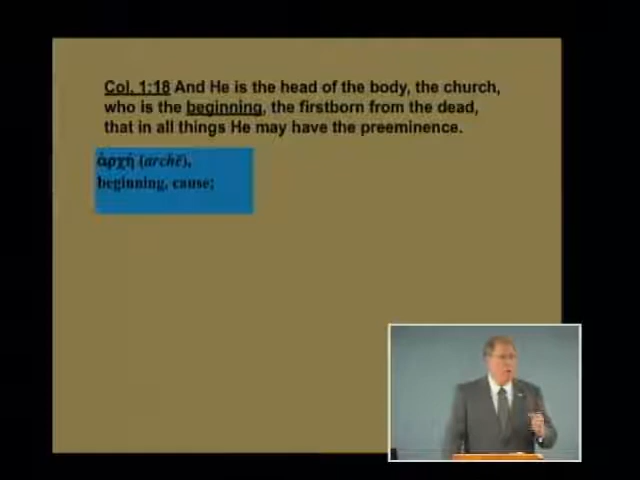 Col. 1:18 And He is the head of the body, the church,
who is the beginning, the firstborn from the dead,
that in all things He may have the preeminence.
ἀρχή (archē),
beginning, cause;